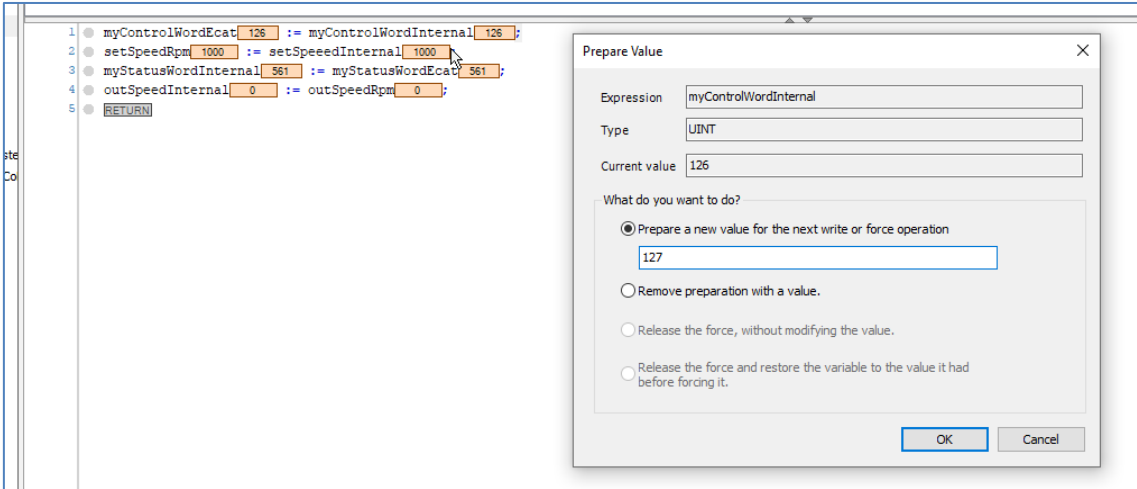 1 myControlWordEcat 126 := myControlWordInternal 126 ;
2 setSpeedRpm 1000 := setSpeeedInternal 1000 ;
3 myStatusWordInternal 561 := myStatusWordEcat 561 ;
4 outSpeedInternal 0 := outSpeedRpm 0 ;
5 RETURN
ste
Co
Prepare Value
Expression myControlWordInternal
Type UINT
Current value 126
What do you want to do?
Prepare a new value for the next write or force operation
127
Remove preparation with a value.
Release the force, without modifying the value.
Release the force and restore the variable to the value it had
before forcing it.
OK Cancel